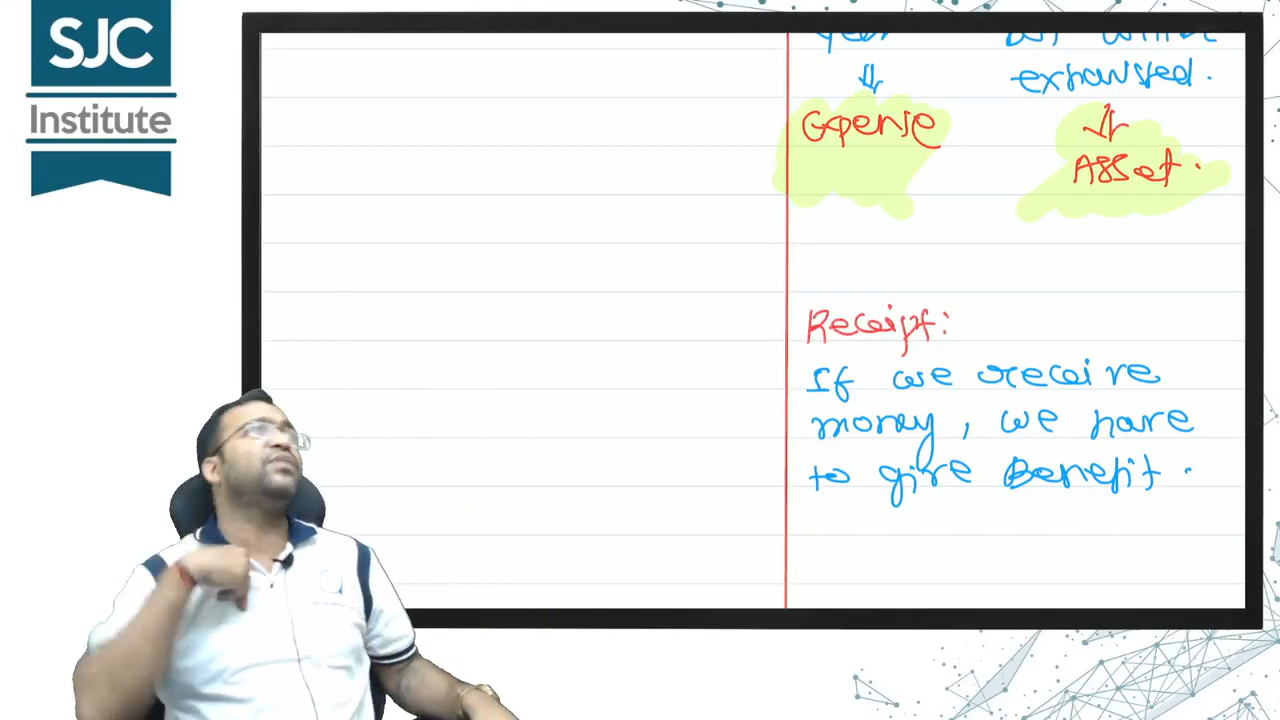 SJC
Institute
exhausted.
Expense
Asset.
Receipt:
If we receive
money, we have
to give Benefit.